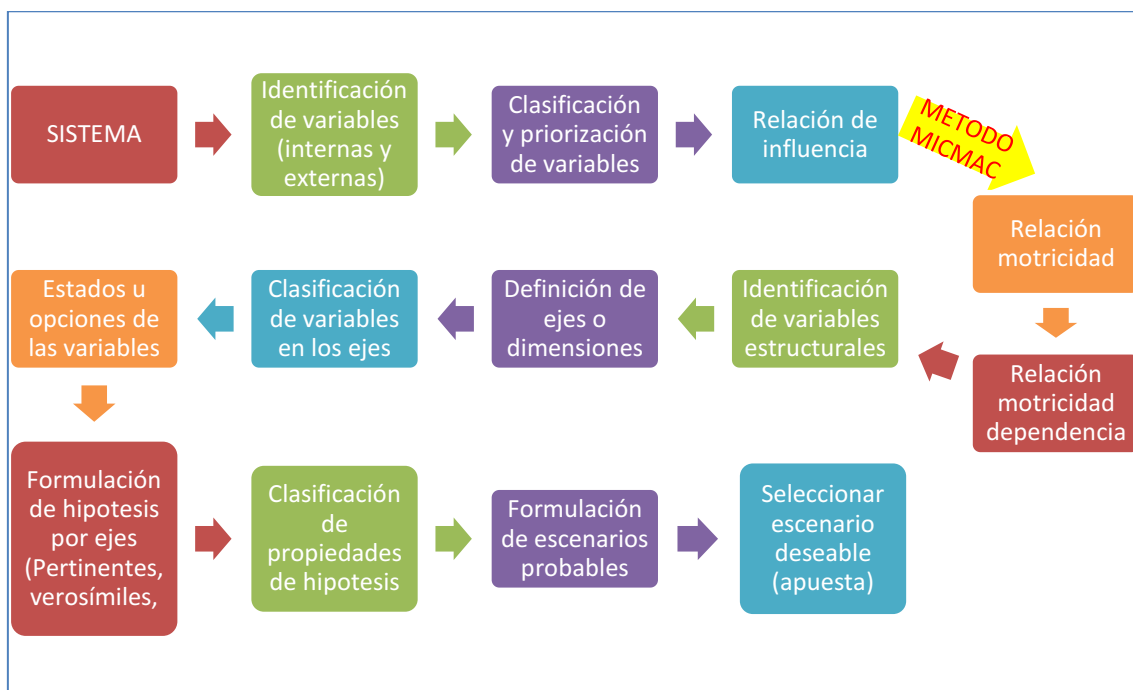 SISTEMA
Identificación
de variables
(internas y
externas)
Clasificación
y priorización
de variables
Relación de
influencia
METODO
MICMAC
Relación
motricidad
Relación
motricidad
dependencia
Identificación
de variables
estructurales
Definición de
ejes o
dimensiones
Clasificación
de variables
en los ejes
Estados u
opciones de
las variables
Formulación
de hipotesis
por ejes
(Pertinentes,
verosímiles,
Clasificación
de
propiedades
de hipotesis
Formulación
de escenarios
probables
Seleccionar
escenario
deseable
(apuesta)